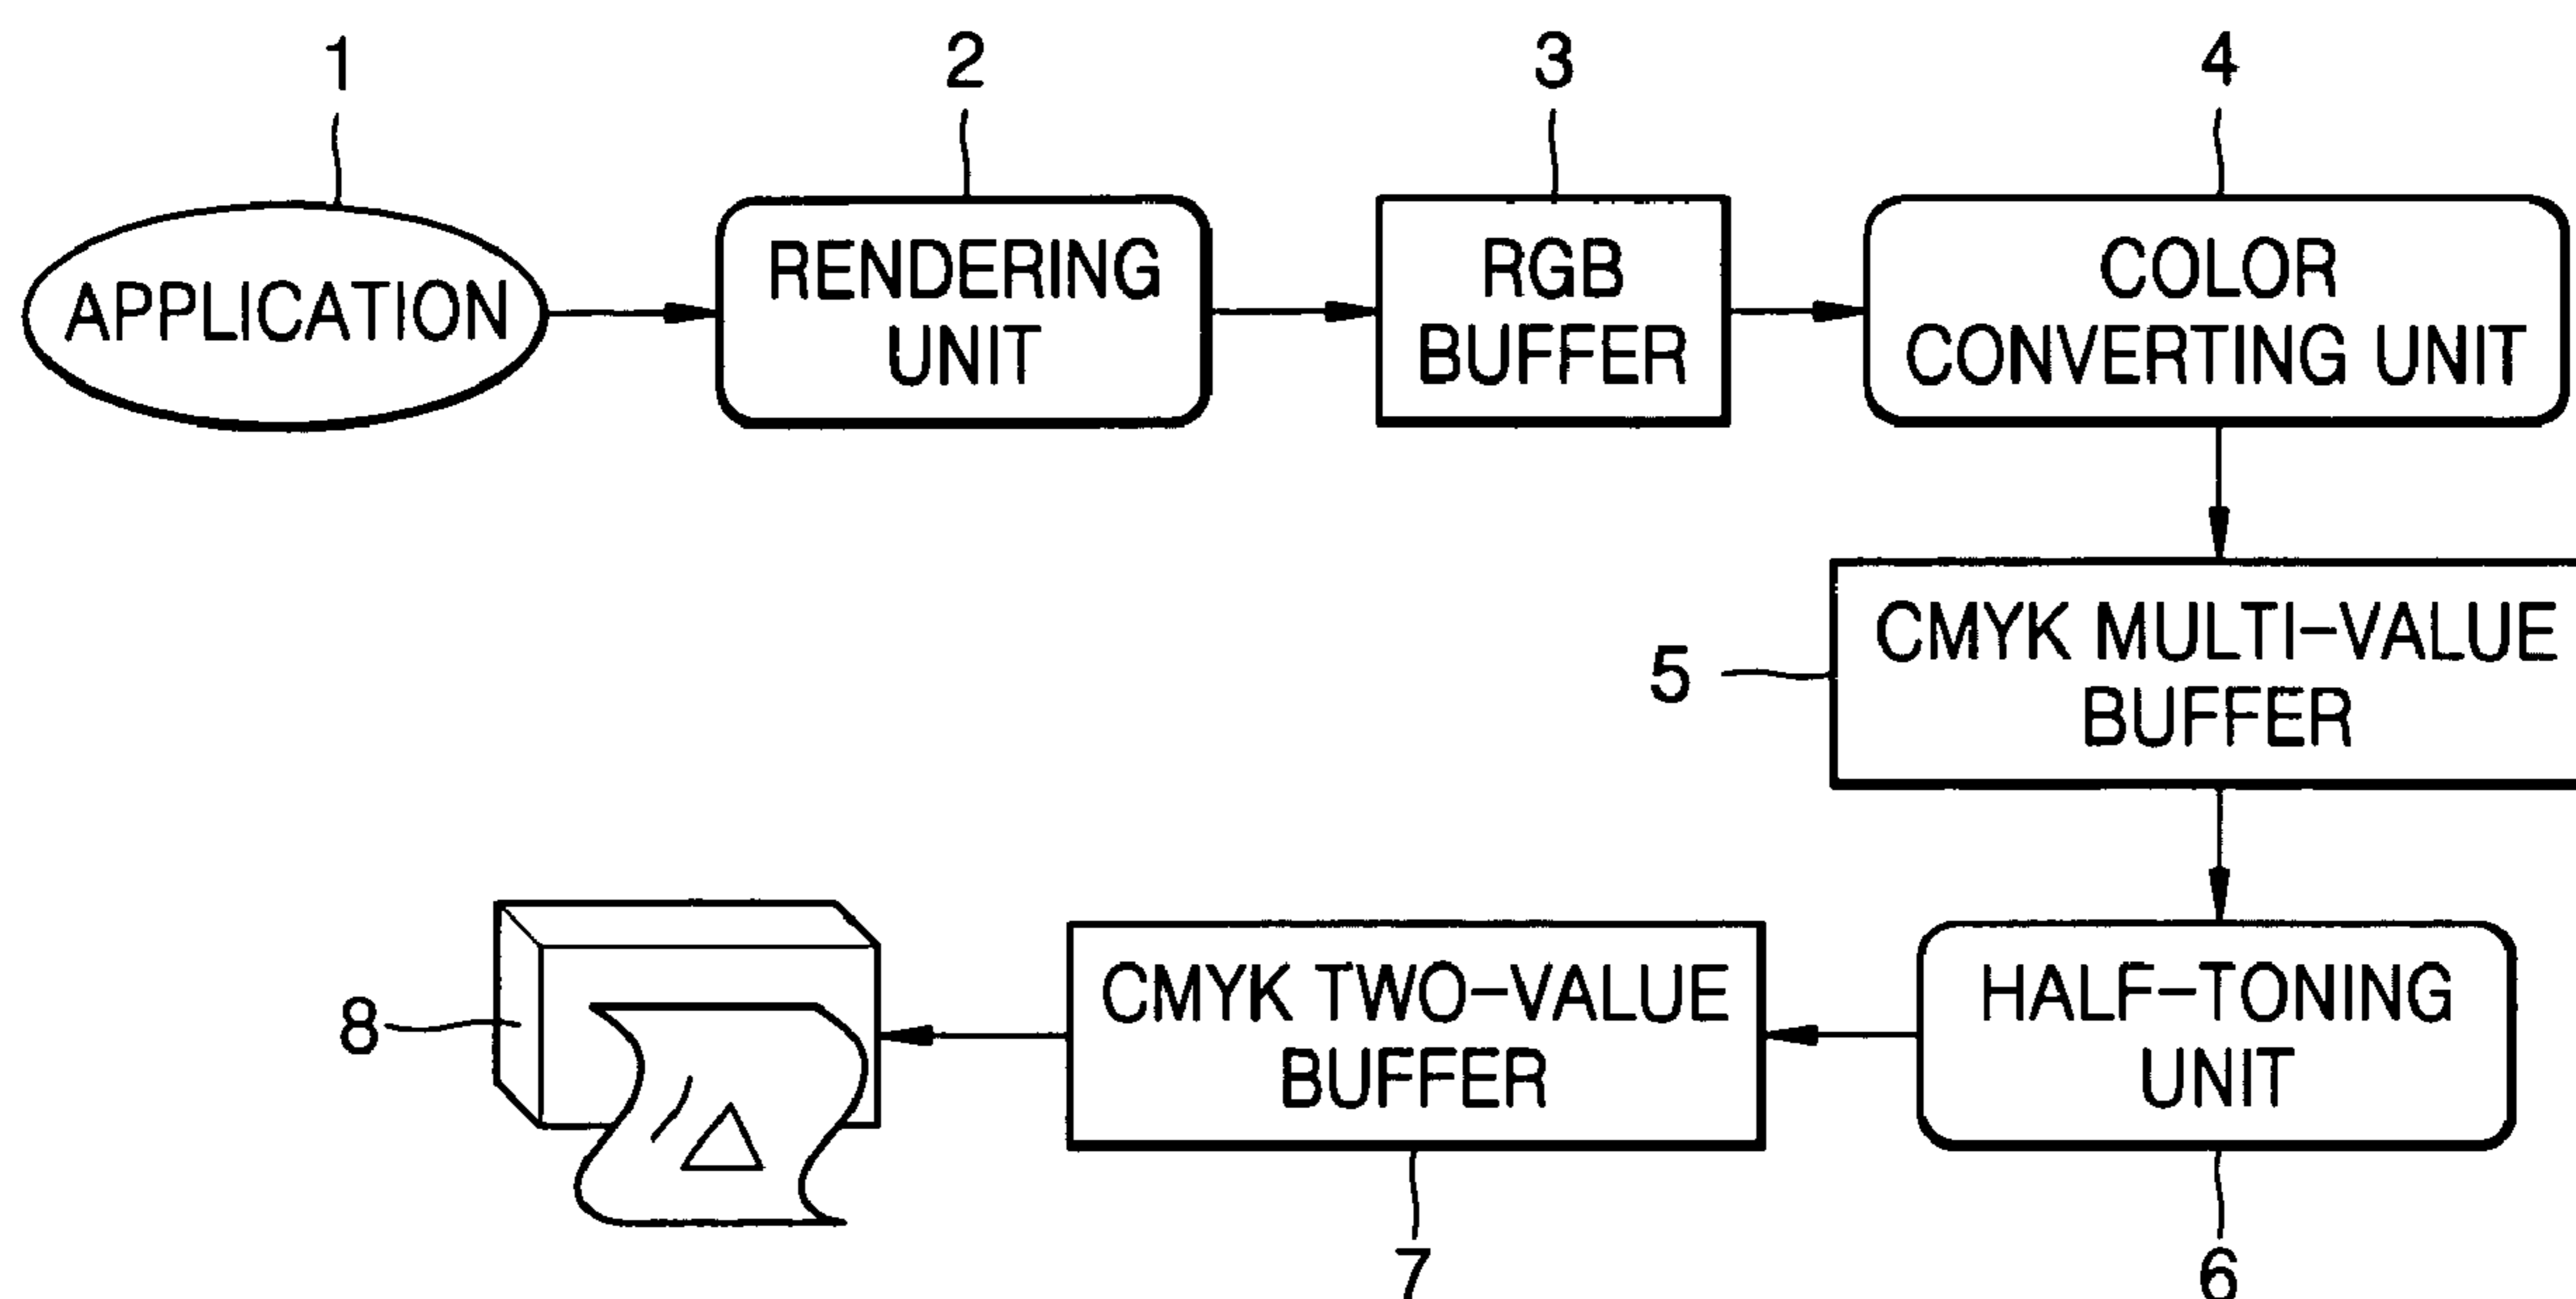 1
2
3
4
APPLICATION
RENDERING
UNIT
RGB
BUFFER
COLOR
CONVERTING UNIT
5
CMYK MULTI-VALUE
BUFFER
8
CMYK TWO-VALUE
BUFFER
HALF-TONING
UNIT
7
6